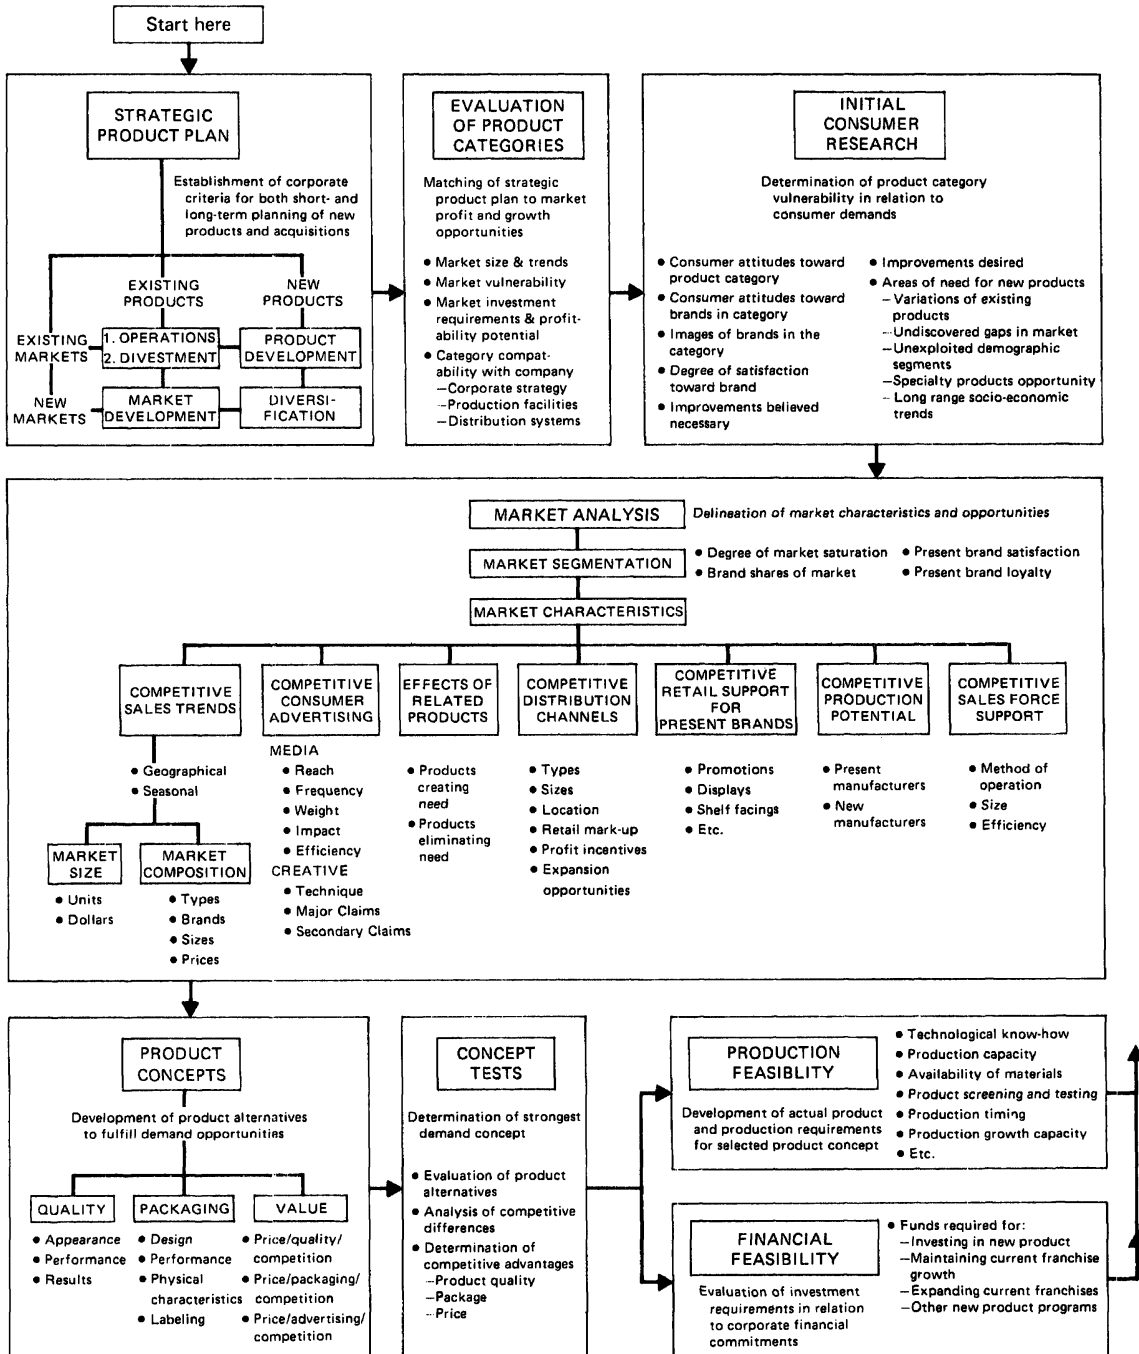 Start here
STRATEGIC
PRODUCT PLAN
Establishment of corporate
criteria for both short- and
long-term planning of new
products and acquisitions
EXISTING
PRODUCTS
NEW
PRODUCTS
EXISTING
MARKETS
1. OPERATIONS
2. DIVESTMENT
PRODUCT
DEVELOPMENT
NEW
MARKETS
MARKET
DEVELOPMENT
DIVERSI-
FICATION
EVALUATION
OF PRODUCT
CATEGORIES
Matching of strategic
product plan to market
profit and growth
opportunities
● Market size & trends
● Market vulnerability
● Market investment
requirements & profit-
ability potential
● Category compat-
ability with company
—Corporate strategy
—Production facilities
—Distribution systems
INITIAL
CONSUMER
RESEARCH
Determination of product category
vulnerability in relation to
consumer demands
● Consumer attitudes toward
product category
● Consumer attitudes toward
brands in category
● Images of brands in the
category
● Degree of satisfaction
toward brand
● Improvements believed
necessary
● Improvements desired
● Areas of need for new products
—Variations of existing
products
—Undiscovered gaps in market
—Unexploited demographic
segments
—Specialty products opportunity
—Long range socio-economic
trends
MARKET ANALYSIS
Delineation of market characteristics and opportunities
MARKET SEGMENTATION
● Degree of market saturation
● Brand shares of market
● Present brand satisfaction
● Present brand loyalty
MARKET CHARACTERISTICS
COMPETITIVE
SALES TRENDS
● Geographical
● Seasonal
MARKET
SIZE
● Units
● Dollars
MARKET
COMPOSITION
● Types
● Brands
● Sizes
● Prices
COMPETITIVE
CONSUMER
ADVERTISING
MEDIA
● Reach
● Frequency
● Weight
● Impact
● Efficiency
CREATIVE
● Technique
● Major Claims
● Secondary Claims
EFFECTS OF
RELATED
PRODUCTS
● Products
creating
need
● Products
eliminating
need
COMPETITIVE
DISTRIBUTION
CHANNELS
● Types
● Sizes
● Location
● Retail mark-up
● Profit incentives
● Expansion
opportunities
COMPETITIVE
RETAIL SUPPORT
FOR
PRESENT BRANDS
● Promotions
● Displays
● Shelf facings
● Etc.
COMPETITIVE
PRODUCTION
POTENTIAL
● Present
manufacturers
● New
manufacturers
COMPETITIVE
SALES FORCE
SUPPORT
● Method of
operation
● Size
● Efficiency
PRODUCT
CONCEPTS
Development of product alternatives
to fulfill demand opportunities
QUALITY
● Appearance
● Performance
● Results
PACKAGING
● Design
● Performance
● Physical
characteristics
● Labeling
VALUE
● Price/quality/
competition
● Price/packaging/
competition
● Price/advertising/
competition
CONCEPT
TESTS
Determination of strongest
demand concept
● Evaluation of product
alternatives
● Analysis of competitive
differences
● Determination of
competitive advantages
—Product quality
—Package
—Price
PRODUCTION
FEASIBLITY
Development of actual product
and production requirements
for selected product concept
● Technological know-how
● Production capacity
● Availability of materials
● Product screening and testing
● Production timing
● Production growth capacity
● Etc.
FINANCIAL
FEASIBILITY
Evaluation of investment
requirements in relation
to corporate financial
commitments
● Funds required for:
—Investing in new product
—Maintaining current franchise
growth
—Expanding current franchises
—Other new product programs